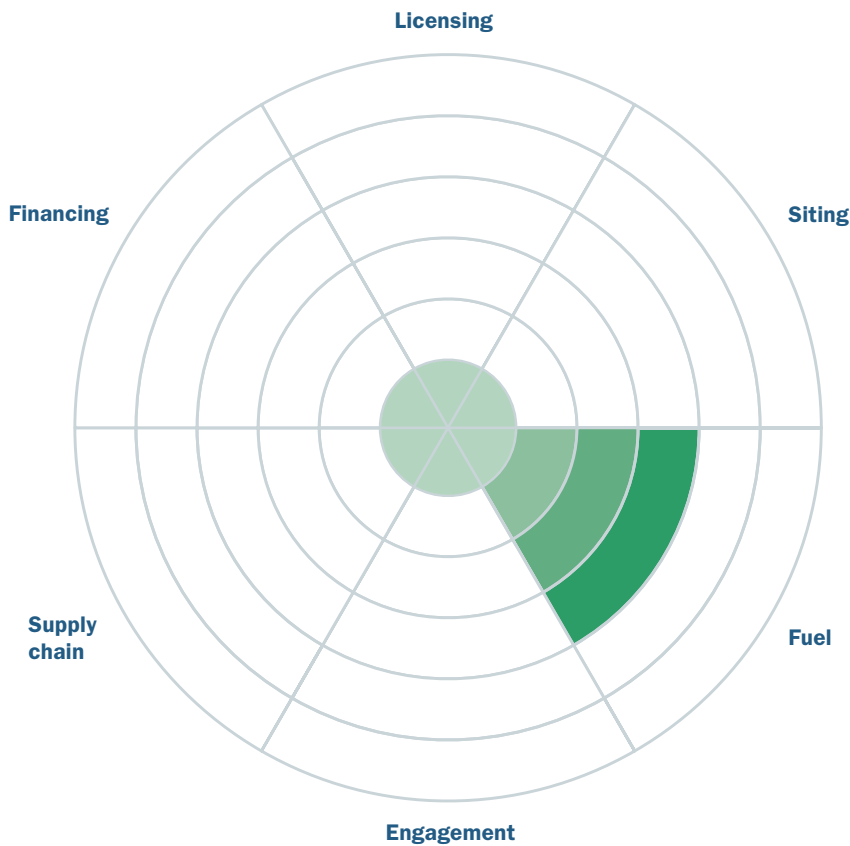 Licensing
Financing
Siting
Supply
chain
Fuel
Engagement